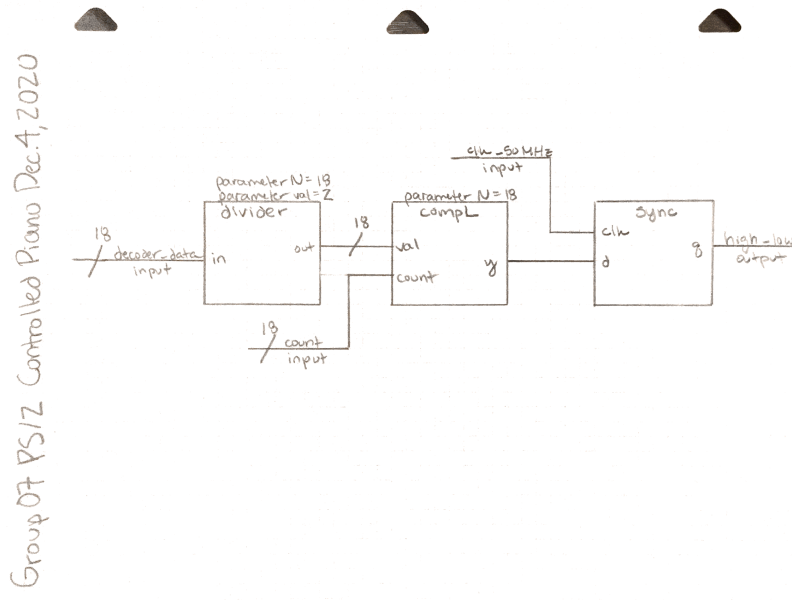 Group 07 PS/2 Controlled Piano Dec. 4, 2020
clk_50MHz
input
parameter N=18
parameter val=2
divider
parameter N=18
compL
sync
18
decoder_data
input
in
out
18
val
count
y
clk
d
q
high_low
output
18
count
input